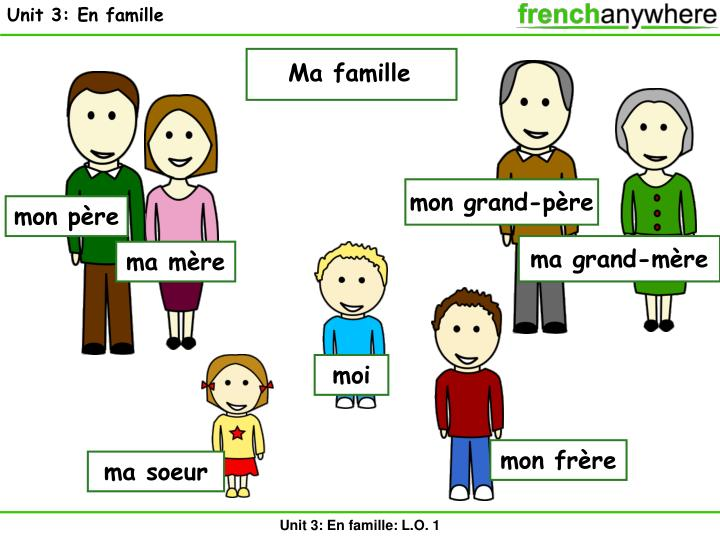 Unit 3: En famille
frenchanywhere
Ma famille
mon père
ma mère
mon grand-père
ma grand-mère
moi
ma soeur
mon frère
Unit 3: En famille: L.O. 1